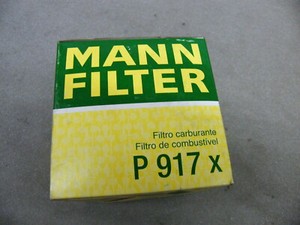 MANN
FILTER
Filtro carburante
Filtro de combustível
P 917 x